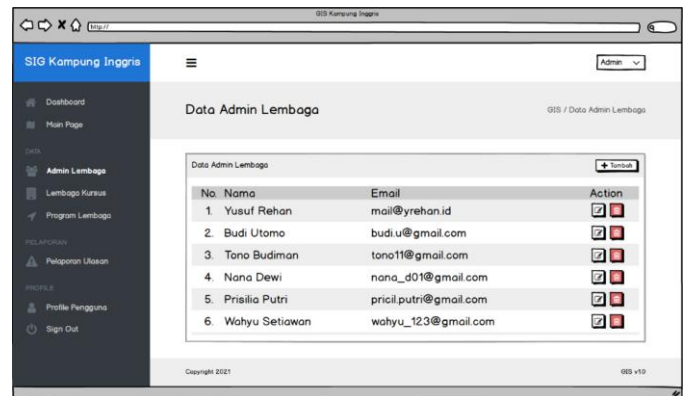 GIS Kampung Inggris
http://
SIG Kampung Inggris
Admin
Dashboard
Main Page
DATA
Admin Lembaga
Lembaga Kursus
Program Lembaga
PELAPORAN
Pelaporan Ulasan
PROFILE
Profile Pengguna
Sign Out
Data Admin Lembaga
GIS / Data Admin Lembaga
Data Admin Lembaga
+ Tambah
No. Nama Email Action
1. Yusuf Rehan mail@yrehan.id
2. Budi Utomo budi.u@gmail.com
3. Tono Budiman tono11@gmail.com
4. Nana Dewi nana_d01@gmail.com
5. Prisilia Putri pricil.putri@gmail.com
6. Wahyu Setiawan wahyu_123@gmail.com
Copyright 2021
GIS v1.0